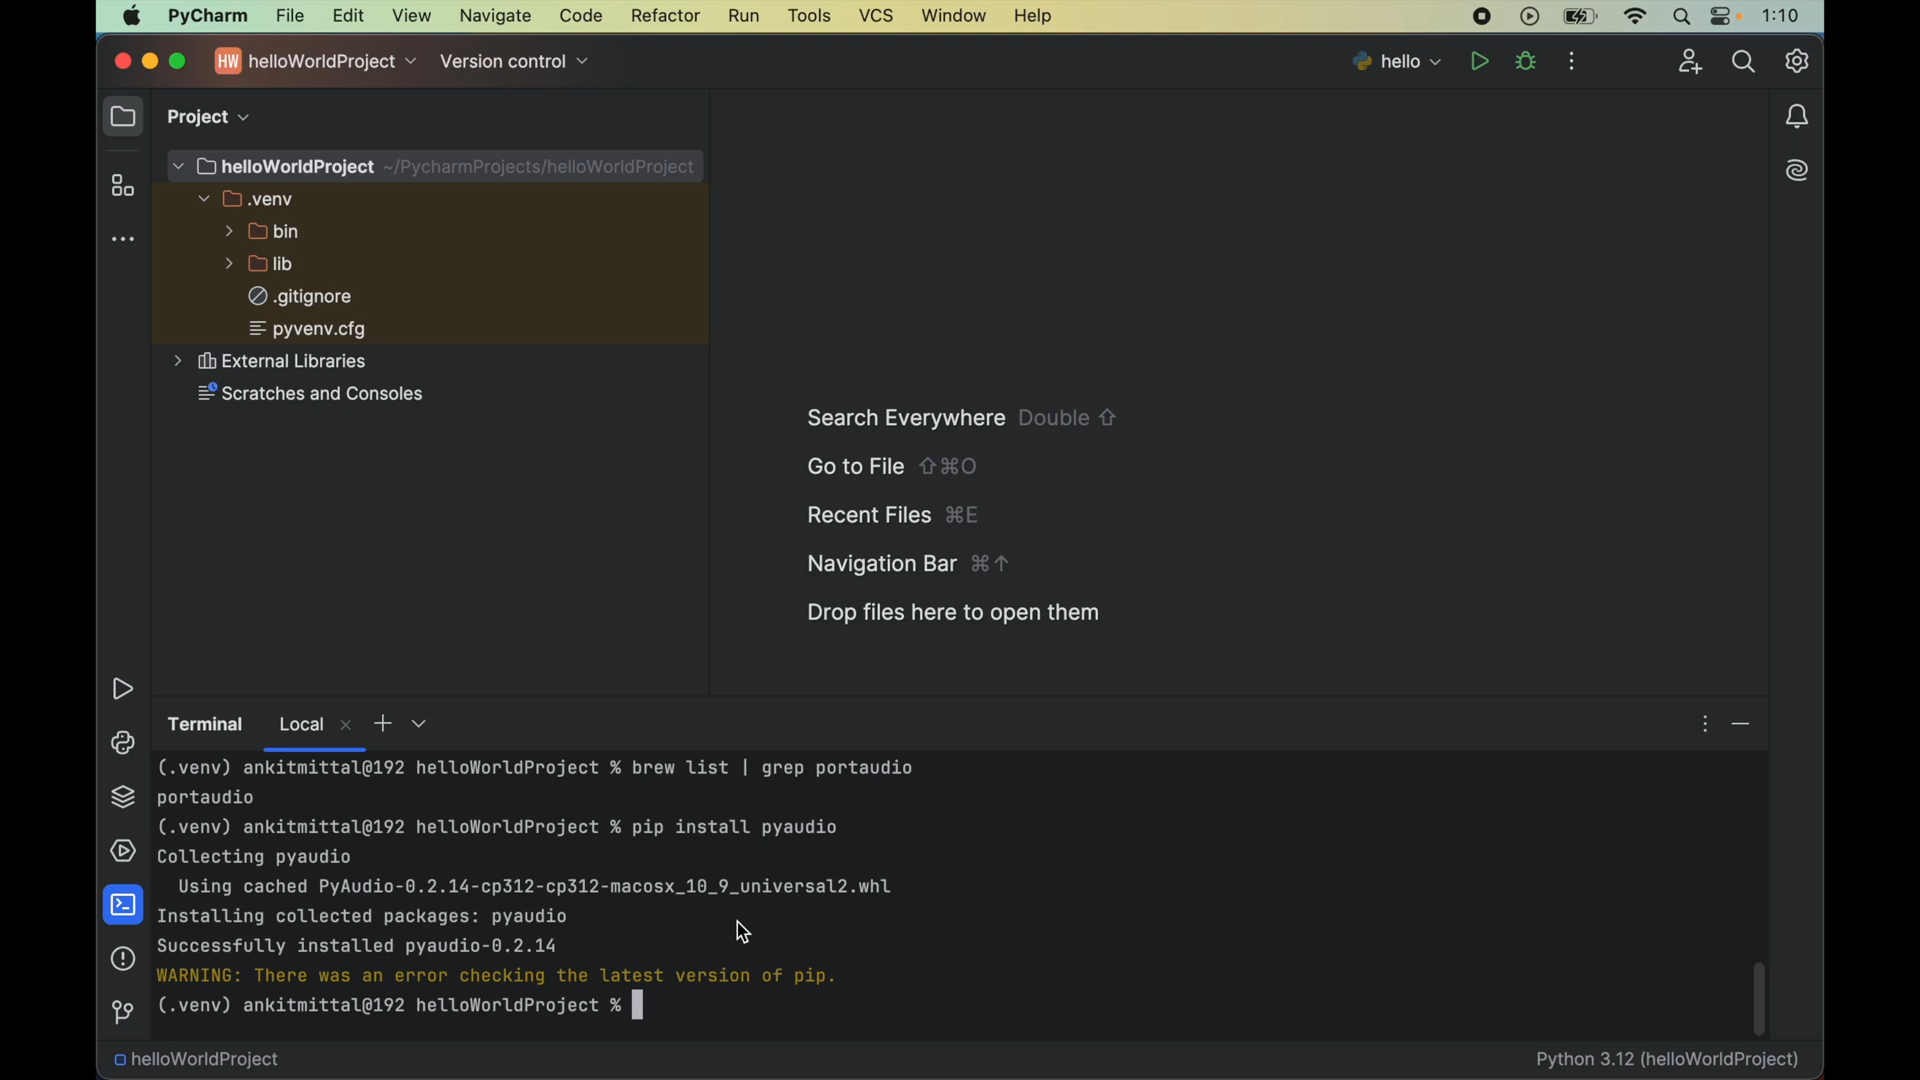 PyCharm File Edit View Navigate Code Refactor Run Tools VCS Window Help 1:10
HW helloWorldProject Version control hello
Project
helloWorldProject ~/PycharmProjects/helloWorldProject
.venv
bin
lib
.gitignore
pyvenv.cfg
External Libraries
Scratches and Consoles
Search Everywhere Double ⇧
Go to File ⇧⌘O
Recent Files ⌘E
Navigation Bar ⌘↑
Drop files here to open them
Terminal Local
(.venv) ankitmittal@192 helloWorldProject % brew list | grep portaudio
portaudio
(.venv) ankitmittal@192 helloWorldProject % pip install pyaudio
Collecting pyaudio
Using cached PyAudio-0.2.14-cp312-cp312-macosx_10_9_universal2.whl
Installing collected packages: pyaudio
Successfully installed pyaudio-0.2.14
WARNING: There was an error checking the latest version of pip.
(.venv) ankitmittal@192 helloWorldProject %
helloWorldProject Python 3.12 (helloWorldProject)